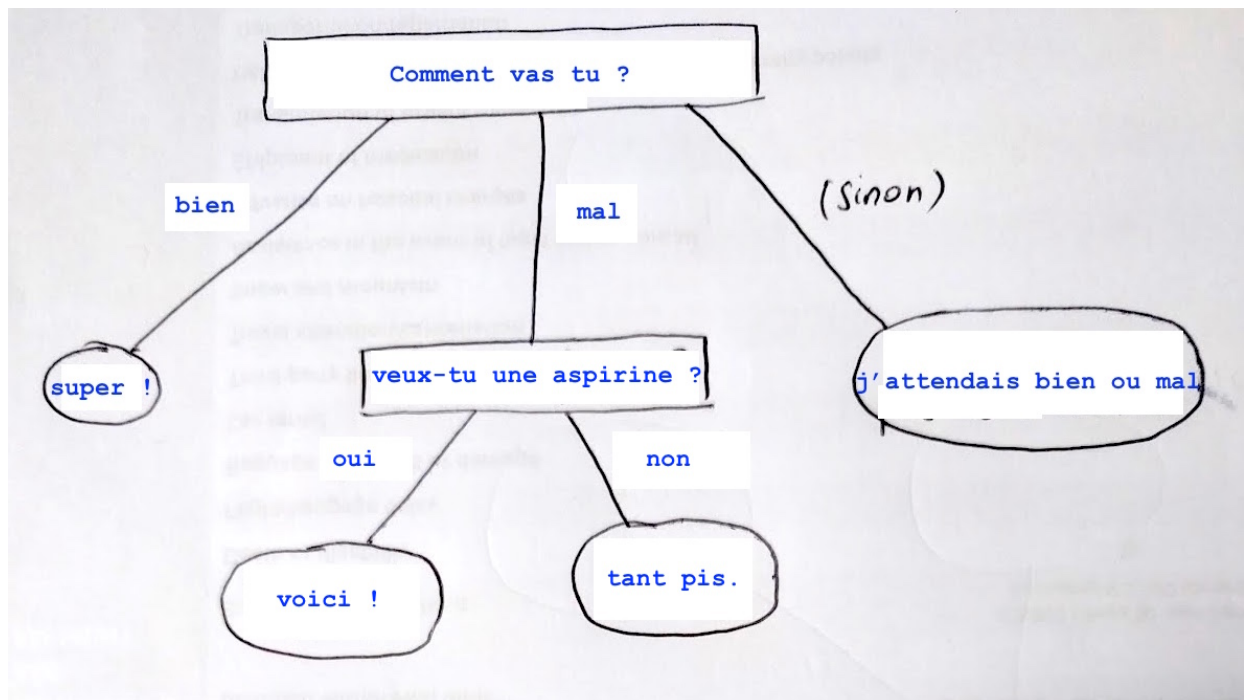 Comment vas tu ?
bien
mal
(sinon)
super !
veux-tu une aspirine ?
j'attendais bien ou mal
oui
non
voici !
tant pis.